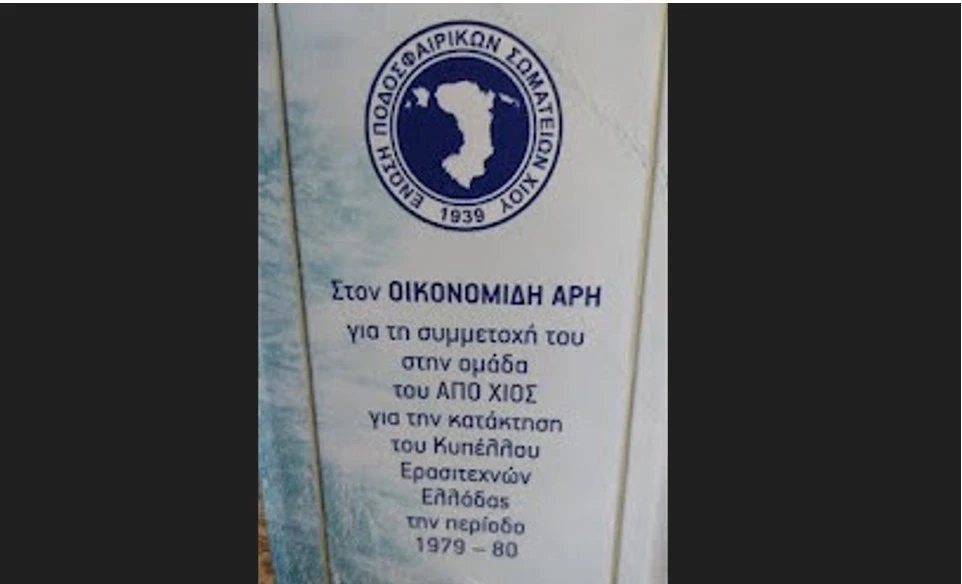 ΕΝΩΣΗ ΠΟΔΟΣΦΑΙΡΙΚΩΝ ΣΩΜΑΤΕΙΩΝ ΧΙΟΥ
1939
Στον ΟΙΚΟΝΟΜΙΔΗ ΑΡΗ
για τη συμμετοχή του
στην ομάδα
του ΑΠΟ ΧΙΟΣ
για την κατάκτηση
του Κυπέλλου
Ερασιτεχνών
Ελλάδας
την περίοδο
1979 – 80